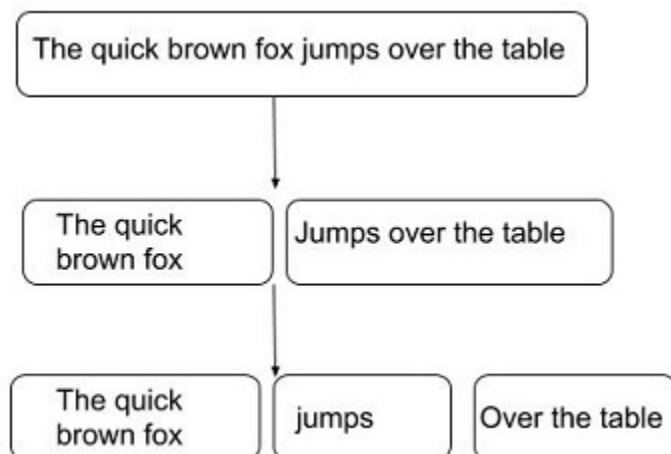 The quick brown fox jumps over the table
The quick
brown fox
Jumps over the table
The quick
brown fox
jumps
Over the table